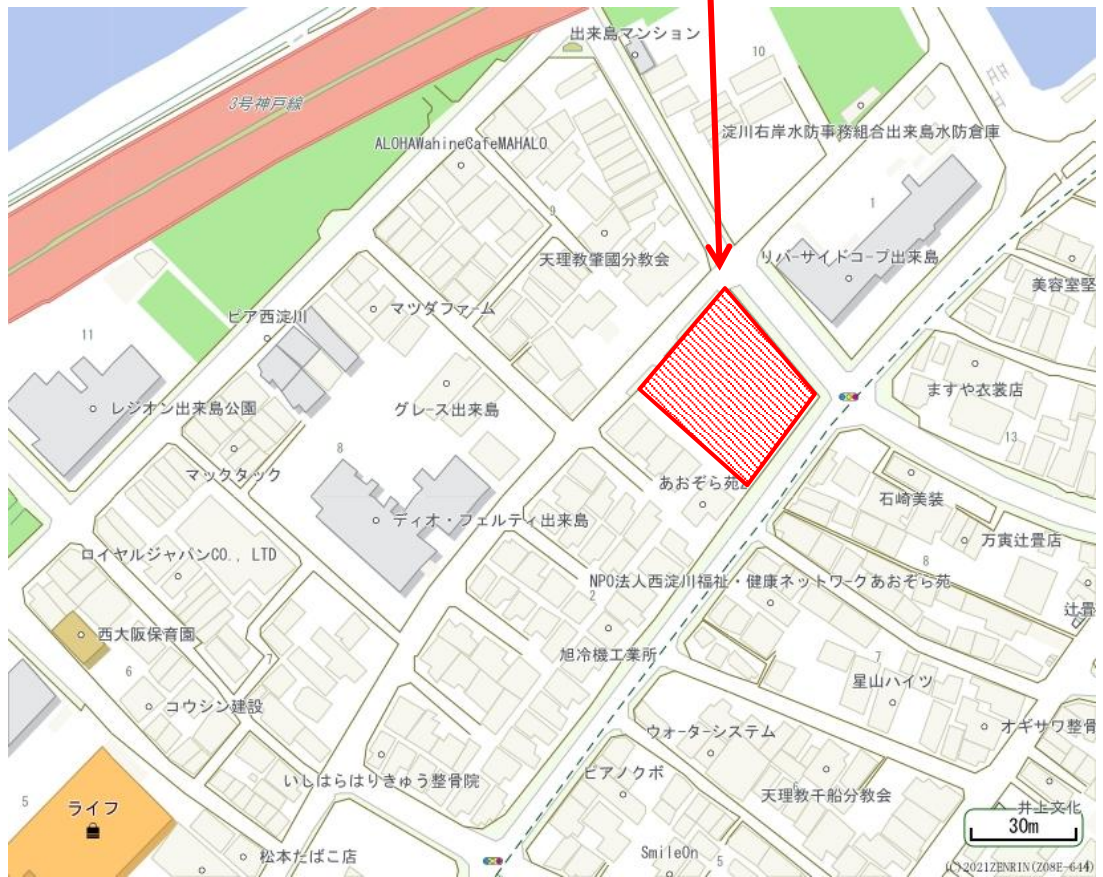 出来島マンション
10
3号神戸線
淀川右岸水防事務組合出来島水防倉庫
ALOHAWahineCafeMAHALO
1
9
天理教肇國分教会
リバーサイドコープ出来島
美容室堅
ピア西淀川
マツダファーム
11
ますや衣裳店
レジオン出来島公園
グレース出来島
13
マックタック
8
あおぞら苑2
石崎美装
ディオ・フェルティ出来島
万寅辻畳店
ロイヤルジャパンCO., LTD
8
NPO法人西淀川福祉・健康ネットワークあおぞら苑
2
辻畳
西大阪保育園
旭冷機工業所
7
7
6
星山ハイツ
コウシン建設
オギサワ整骨
ウォーターシステム
いしはらはりきゅう整骨院
ピアノクボ
6
天理教千船分教会
5
ライフ
井上文化
30m
松本たばこ店
SmileOn
5
(C)2021ZENRIN(Z08E-644)